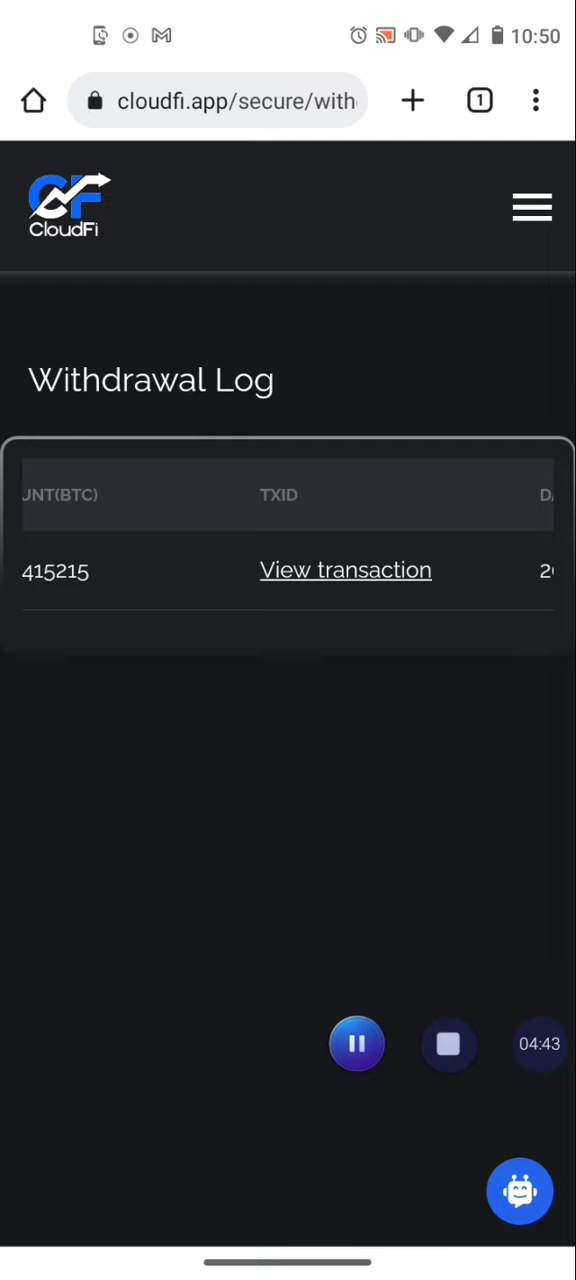 10:50
cloudfi.app/secure/with
1
CF
CloudFi
Withdrawal Log
UNT(BTC) TXID
415215 View transaction
04:43